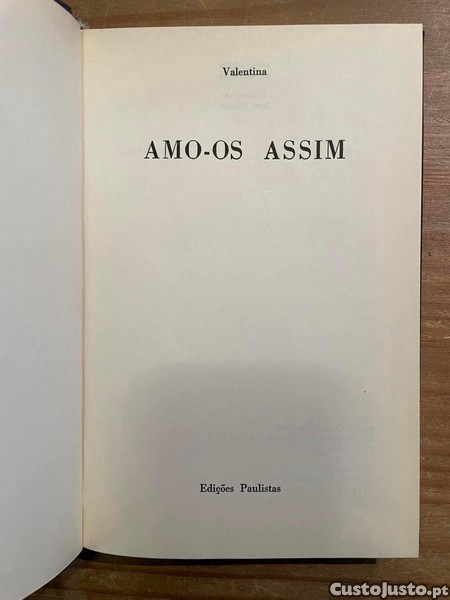 Valentina
AMO-OS ASSIM
Edições Paulistas
CustoJusto.pt